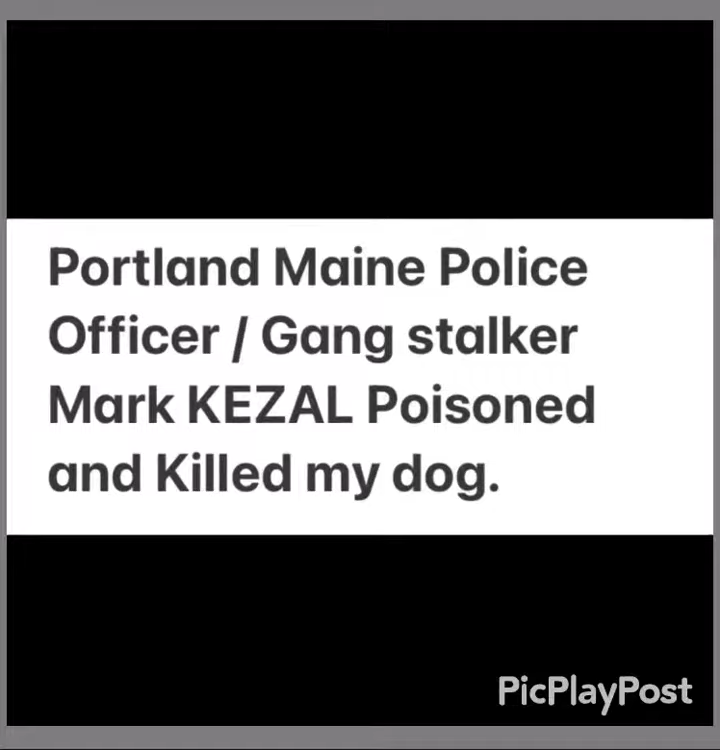 Portland Maine Police
Officer / Gang stalker
Mark KEZAL Poisoned
and Killed my dog.
PicPlayPost